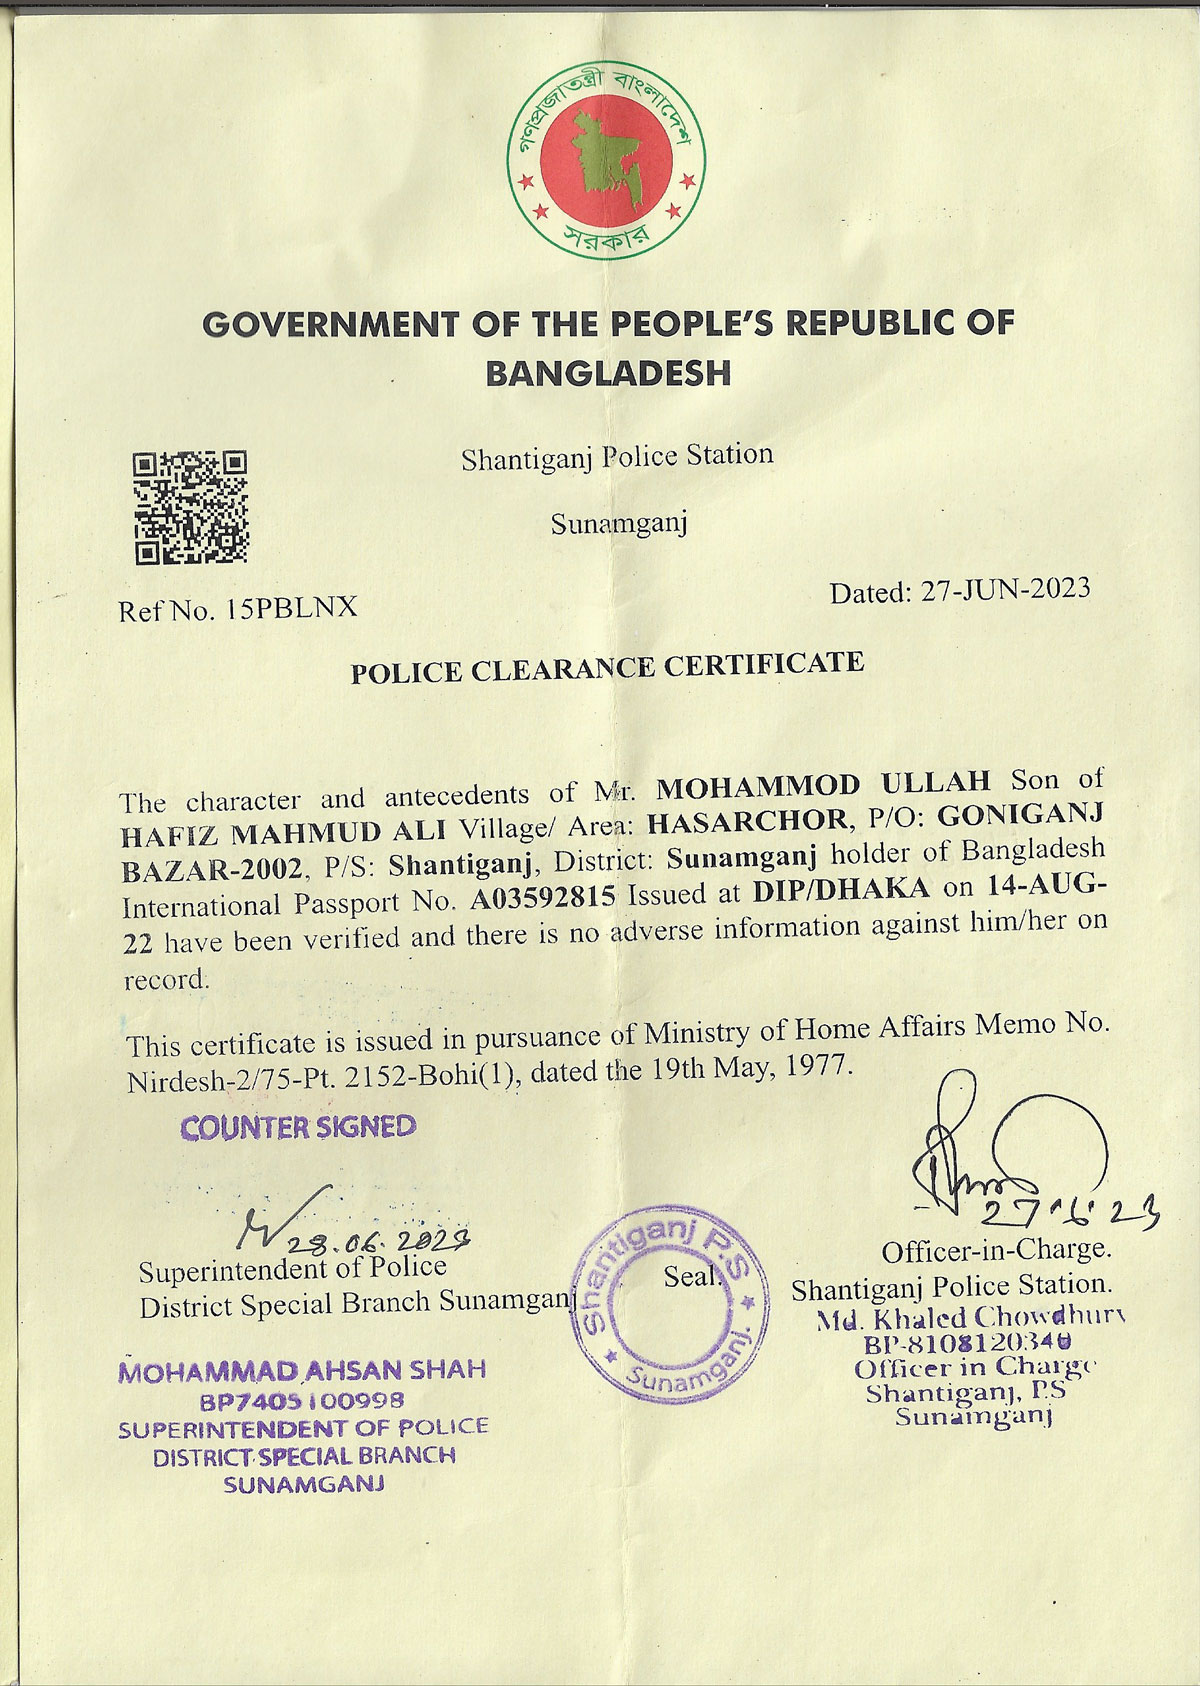 গণপ্রজাতন্ত্রী বাংলাদেশ
সরকার
GOVERNMENT OF THE PEOPLE'S REPUBLIC OF
BANGLADESH
Shantiganj Police Station
Sunamganj
Ref No. 15PBLNX
Dated: 27-JUN-2023
POLICE CLEARANCE CERTIFICATE
The character and antecedents of Mr. MOHAMMOD ULLAH Son of
HAFIZ MAHMUD ALI Village/ Area: HASARCHOR, P/O: GONIGANJ
BAZAR-2002, P/S: Shantiganj, District: Sunamganj holder of Bangladesh
International Passport No. A03592815 Issued at DIP/DHAKA on 14-AUG-
22 have been verified and there is no adverse information against him/her on
record.
This certificate is issued in pursuance of Ministry of Home Affairs Memo No.
Nirdesh-2/75-Pt. 2152-Bohi(1), dated the 19th May, 1977.
COUNTER SIGNED
28.06.2023
Superintendent of Police
District Special Branch Sunamganj
MOHAMMAD AHSAN SHAH
BP7405100998
SUPERINTENDENT OF POLICE
DISTRICT SPECIAL BRANCH
SUNAMGANJ
Shantiganj P.S
Seal.
Sunamganj.
27.6.23
Officer-in-Charge.
Shantiganj Police Station.
Md. Khaled Chowdhury
BP-8108120340
Officer in Charge
Shantiganj, P.S
Sunamganj